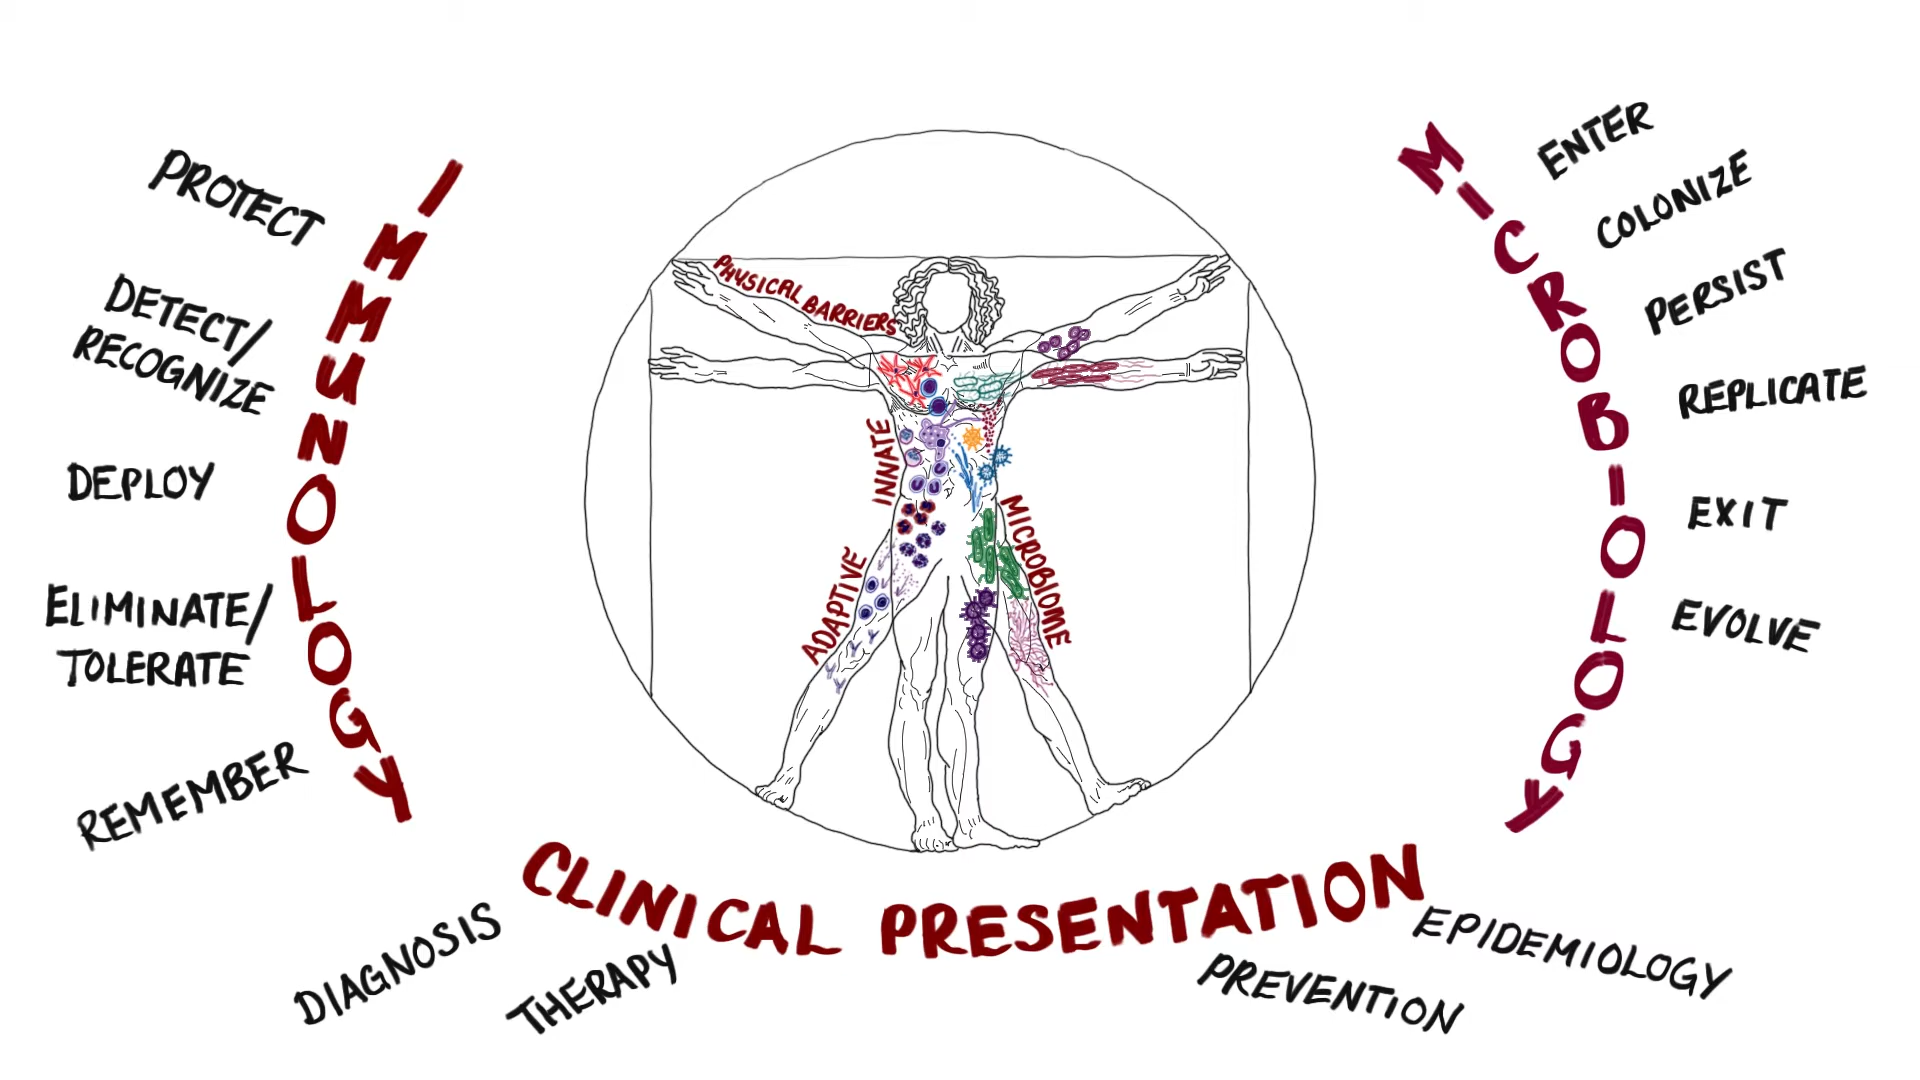 IMMUNOLOGY
PROTECT
DETECT/
RECOGNIZE
DEPLOY
ELIMINATE/
TOLERATE
REMEMBER
PHYSICAL BARRIERS
INNATE
ADAPTIVE
MICROBIOME
MICROBIOLOGY
ENTER
COLONIZE
PERSIST
REPLICATE
EXIT
EVOLVE
CLINICAL PRESENTATION
DIAGNOSIS
THERAPY
PREVENTION
EPIDEMIOLOGY